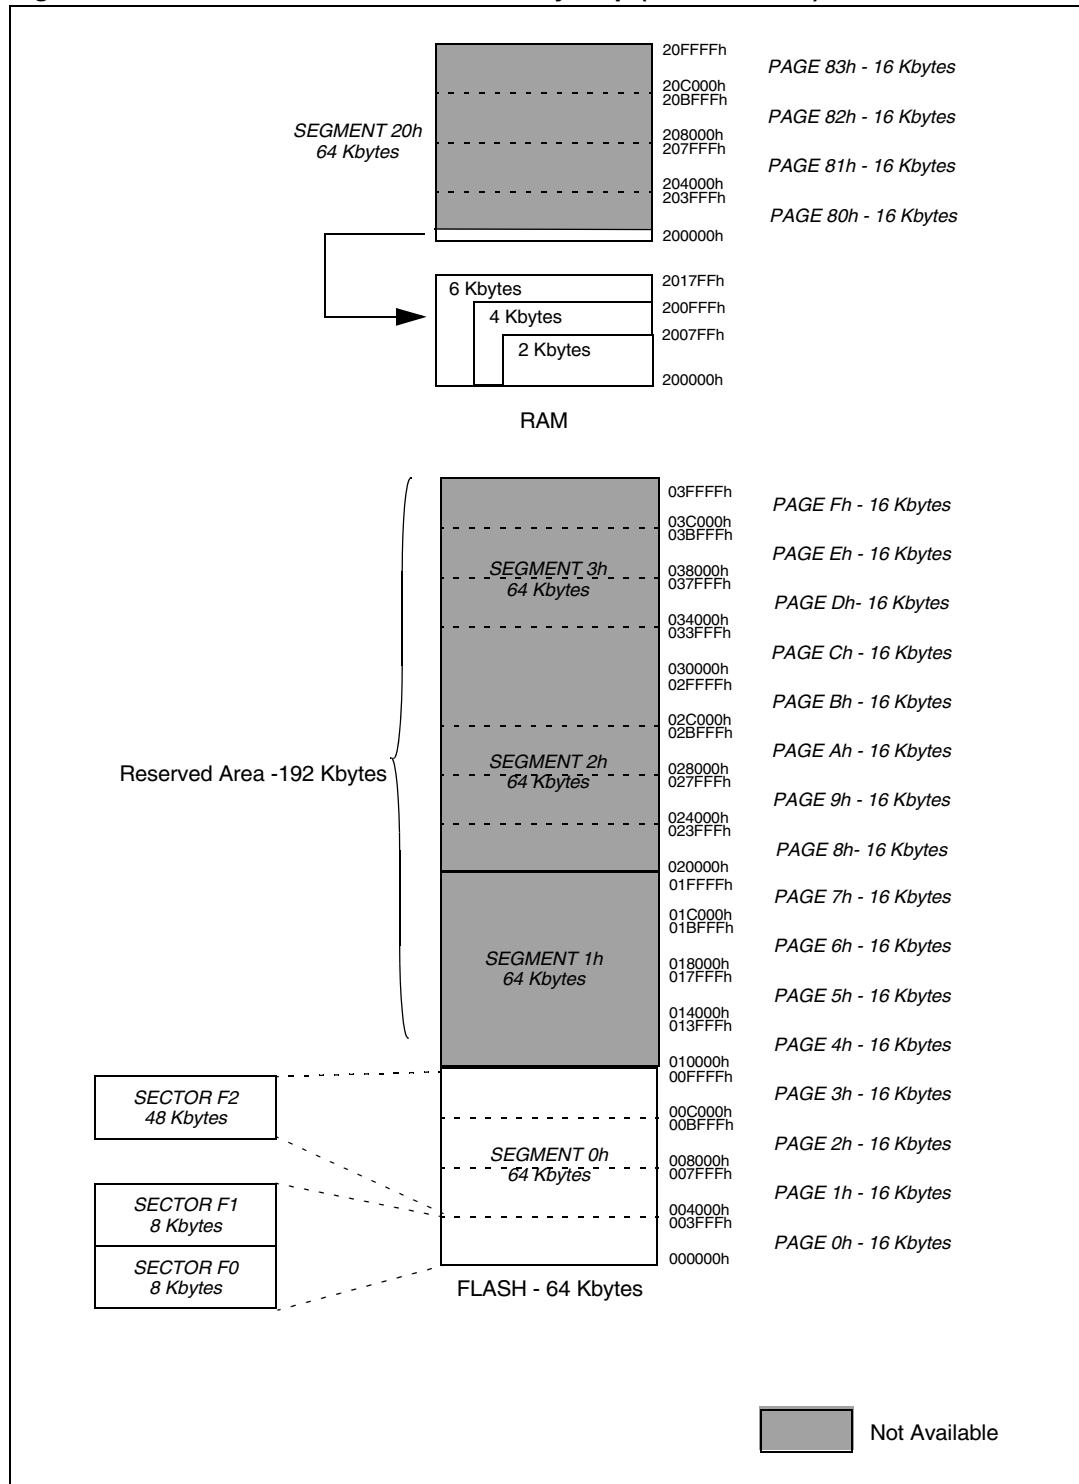 20FFFFh
PAGE 83h - 16 Kbytes
20C000h
20BFFFh
PAGE 82h - 16 Kbytes
SEGMENT 20h
64 Kbytes
208000h
207FFFh
PAGE 81h - 16 Kbytes
204000h
203FFFh
PAGE 80h - 16 Kbytes
200000h
6 Kbytes
2017FFh
4 Kbytes
200FFFh
2 Kbytes
2007FFh
200000h
RAM
03FFFFh
PAGE Fh - 16 Kbytes
03C000h
03BFFFh
PAGE Eh - 16 Kbytes
SEGMENT 3h
64 Kbytes
038000h
037FFFh
PAGE Dh- 16 Kbytes
034000h
033FFFh
PAGE Ch - 16 Kbytes
030000h
02FFFFh
PAGE Bh - 16 Kbytes
02C000h
02BFFFh
PAGE Ah - 16 Kbytes
Reserved Area -192 Kbytes
SEGMENT 2h
64 Kbytes
028000h
027FFFh
PAGE 9h - 16 Kbytes
024000h
023FFFh
PAGE 8h- 16 Kbytes
020000h
01FFFFh
PAGE 7h - 16 Kbytes
01C000h
01BFFFh
PAGE 6h - 16 Kbytes
SEGMENT 1h
64 Kbytes
018000h
017FFFh
PAGE 5h - 16 Kbytes
014000h
013FFFh
PAGE 4h - 16 Kbytes
010000h
00FFFFh
PAGE 3h - 16 Kbytes
SECTOR F2
48 Kbytes
00C000h
00BFFFh
PAGE 2h - 16 Kbytes
SEGMENT 0h
64 Kbytes
008000h
007FFFh
PAGE 1h - 16 Kbytes
SECTOR F1
8 Kbytes
004000h
003FFFh
PAGE 0h - 16 Kbytes
SECTOR F0
8 Kbytes
000000h
FLASH - 64 Kbytes
Not Available